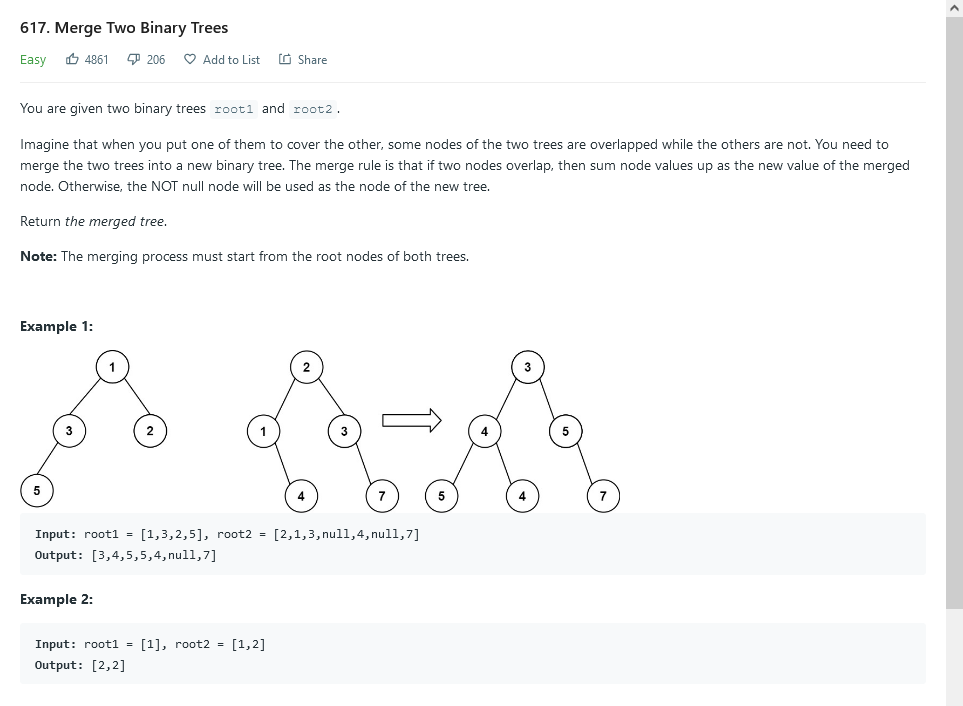 617. Merge Two Binary Trees
Easy 4861 206 Add to List Share
You are given two binary trees root1 and root2.
Imagine that when you put one of them to cover the other, some nodes of the two trees are overlapped while the others are not. You need to
merge the two trees into a new binary tree. The merge rule is that if two nodes overlap, then sum node values up as the new value of the merged
node. Otherwise, the NOT null node will be used as the node of the new tree.
Return the merged tree.
Note: The merging process must start from the root nodes of both trees.
Example 1:
1 2 3
3 2 1 3 4 5
5 4 7 5 4 7
Input: root1 = [1,3,2,5], root2 = [2,1,3,null,4,null,7]
Output: [3,4,5,5,4,null,7]
Example 2:
Input: root1 = [1], root2 = [1,2]
Output: [2,2]